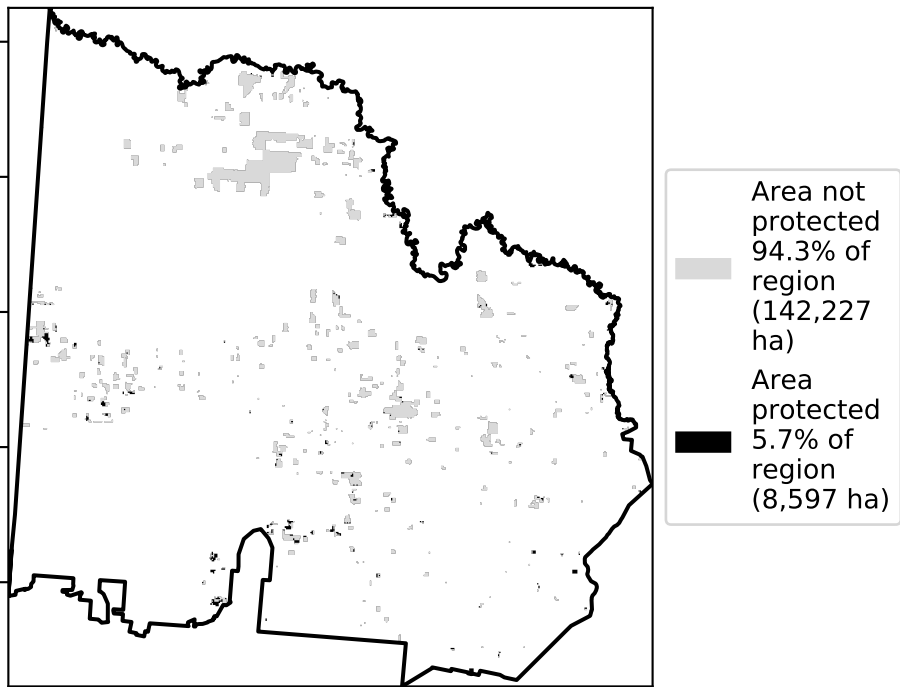 Area not
protected
94.3% of
region
(142,227
ha)
Area
protected
5.7% of
region
(8,597 ha)